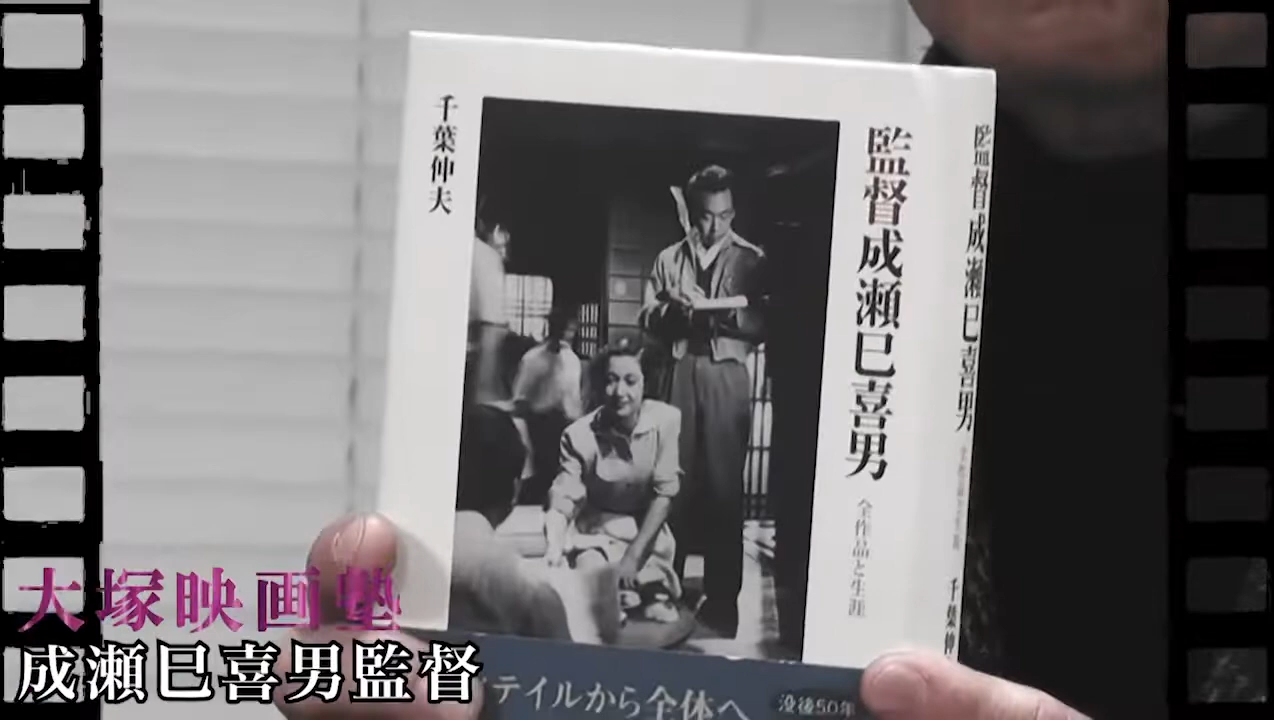 監督成瀬巳喜男
全作品と生涯
千葉伸夫
監督成瀬巳喜男
千葉伸
テイルから全体へ
没後50年
大塚映画塾
成瀬巳喜男監督